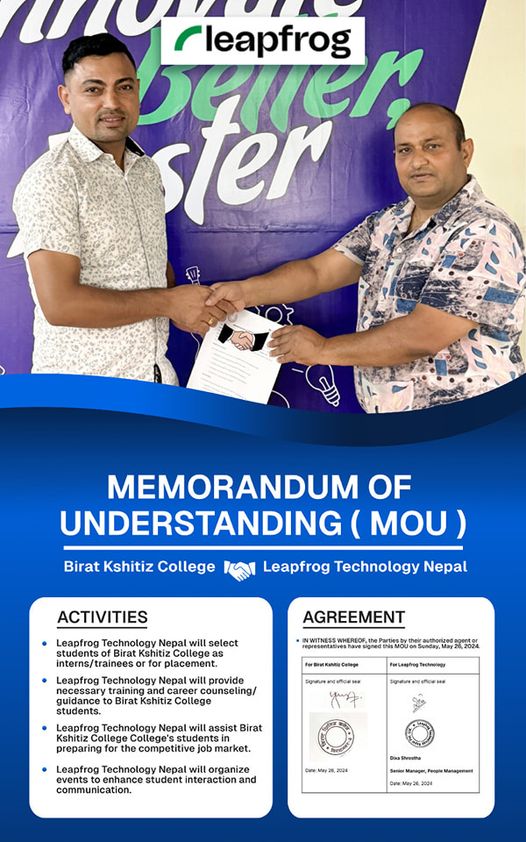 Innovate
leapfrog
Better,
Faster
MEMORANDUM OF
UNDERSTANDING ( MOU )
Birat Kshitiz College Leapfrog Technology Nepal
ACTIVITIES
Leapfrog Technology Nepal will select
students of Birat Kshitiz College as
interns/trainees or for placement.
Leapfrog Technology Nepal will provide
necessary training and career counseling/
guidance to Birat Kshitiz College
students.
Leapfrog Technology Nepal will assist Birat
Kshitiz College College's students in
preparing for the competitive job market.
Leapfrog Technology Nepal will organize
events to enhance student interaction and
communication.
AGREEMENT
IN WITNESS WHEREOF, the Parties by their authorized agent or
representatives have signed this MOU on Sunday, May 26, 2024.
For Birat Kshitiz College
Signature and official seal
Date: May 26, 2024
For Leapfrog Technology
Signature and official seal
Dixa Shrestha
Senior Manager, People Management
Date: May 26, 2024